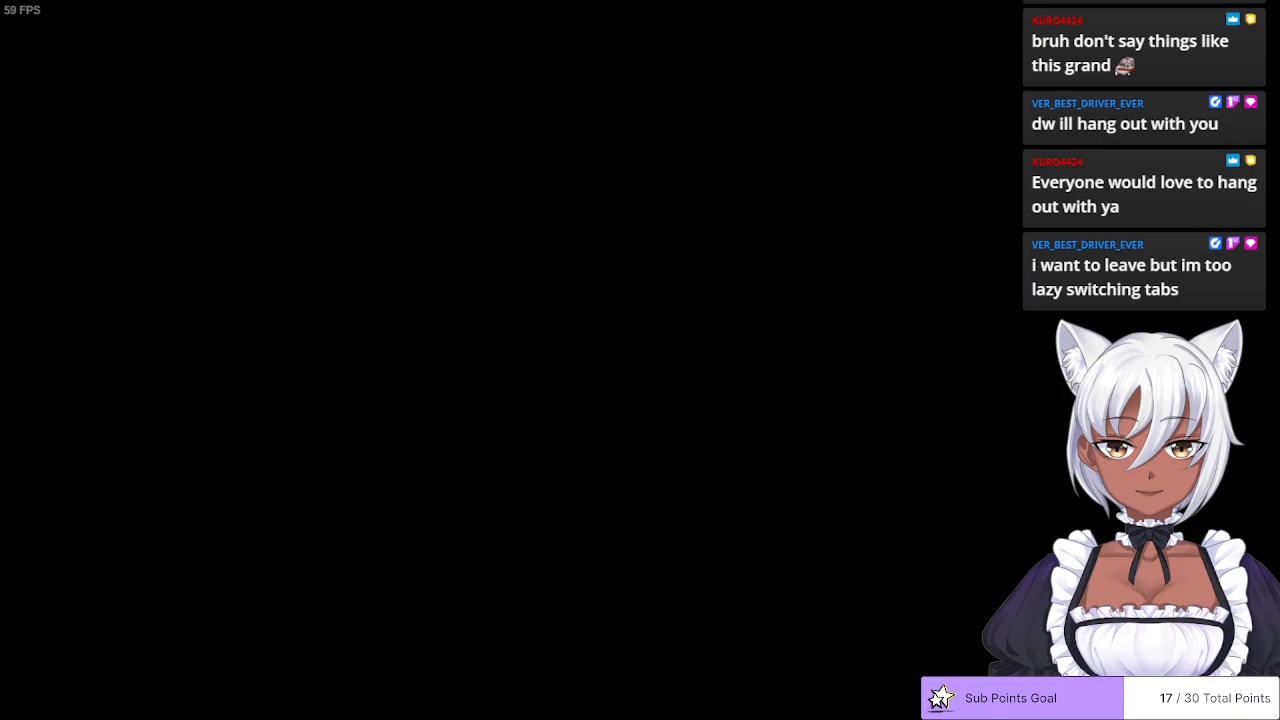 59 FPS
KURO4424
bruh don't say things like
this grand
VER_BEST_DRIVER_EVER
dw ill hang out with you
KURO4424
Everyone would love to hang
out with ya
VER_BEST_DRIVER_EVER
i want to leave but im too
lazy switching tabs
Sub Points Goal
17 / 30 Total Points